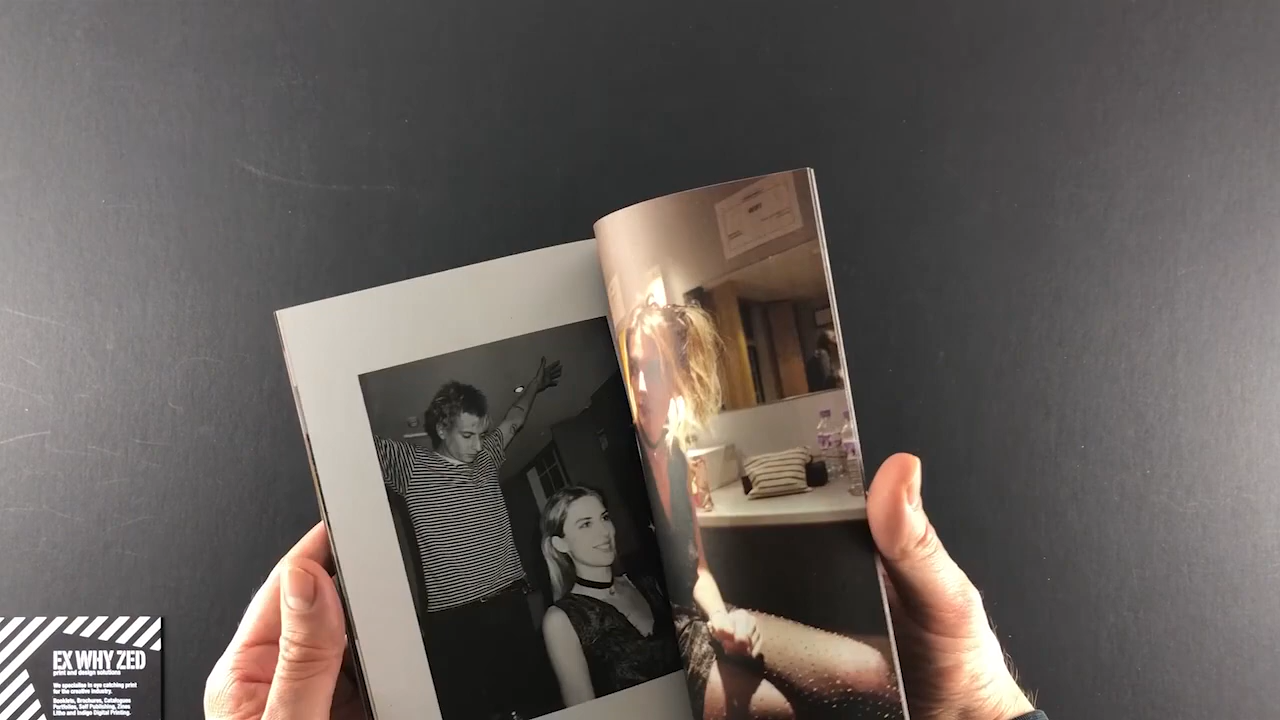 EX WHY ZED
print and design solutions
We specialise in eye catching print
for the creative industry.
Booklets, Brochures, Catalogues
Portfolios, Self Publishing, Zines
Litho and Indigo Digital Printing.